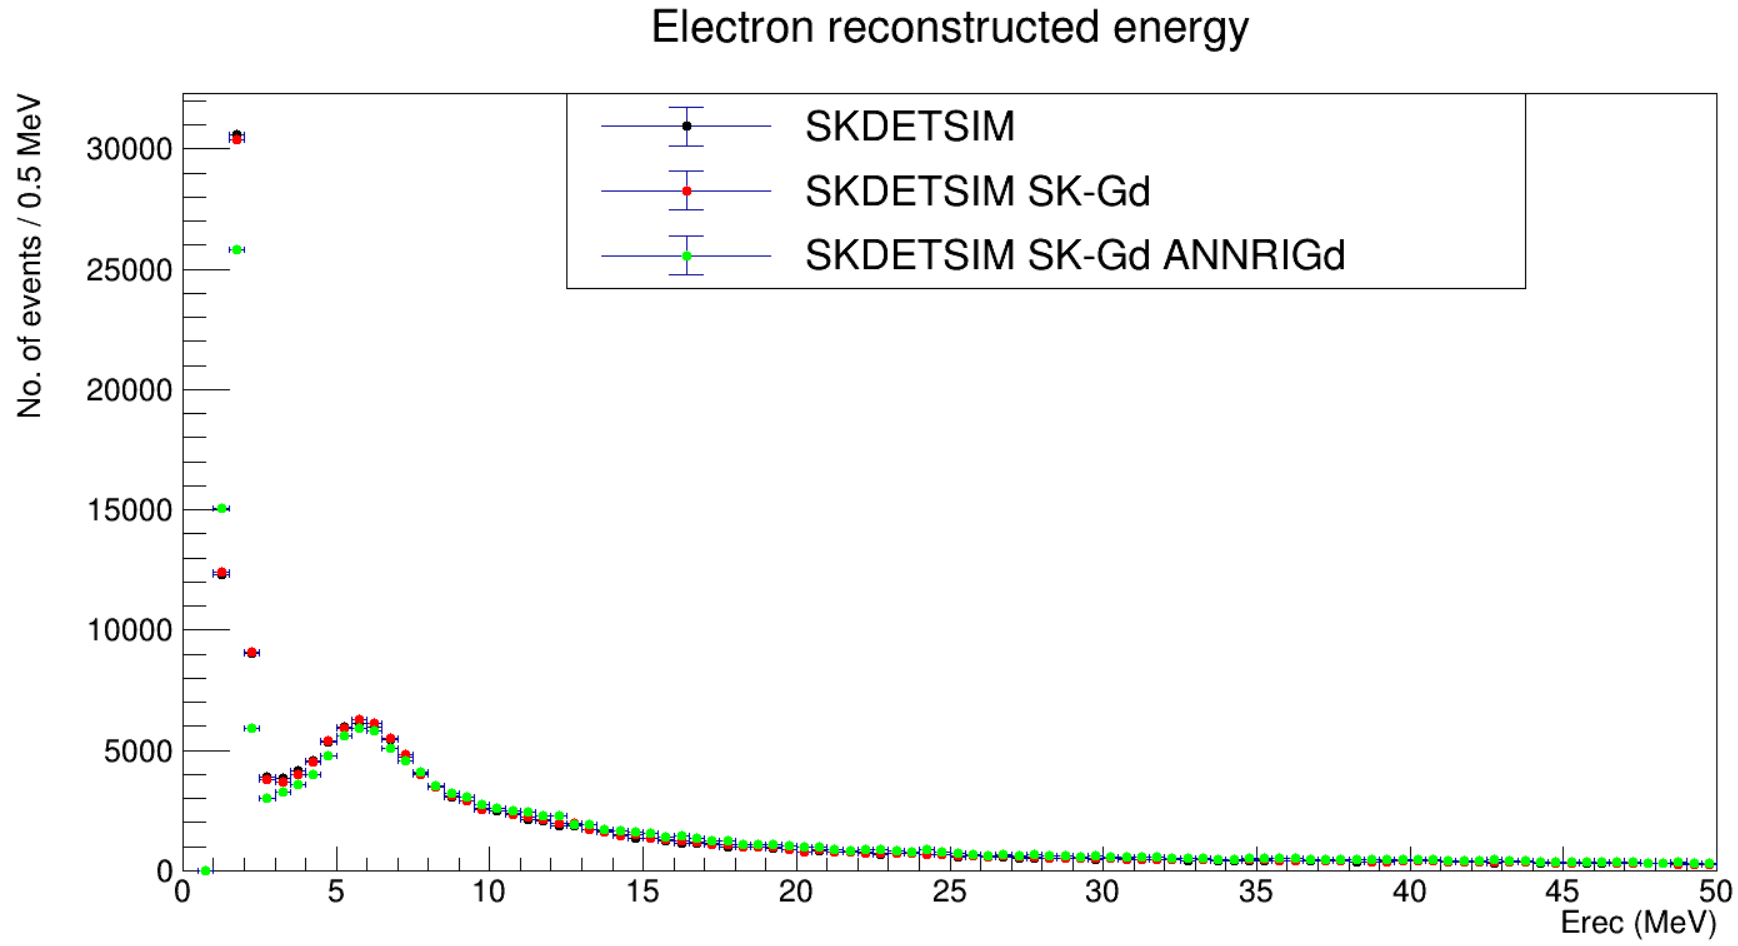 Electron reconstructed energy
No. of events / 0.5 MeV
SKDETSIM
SKDETSIM SK-Gd
SKDETSIM SK-Gd ANNRIGd
30000
25000
20000
15000
10000
5000
0
0 5 10 15 20 25 30 35 40 45 50
Erec (MeV)